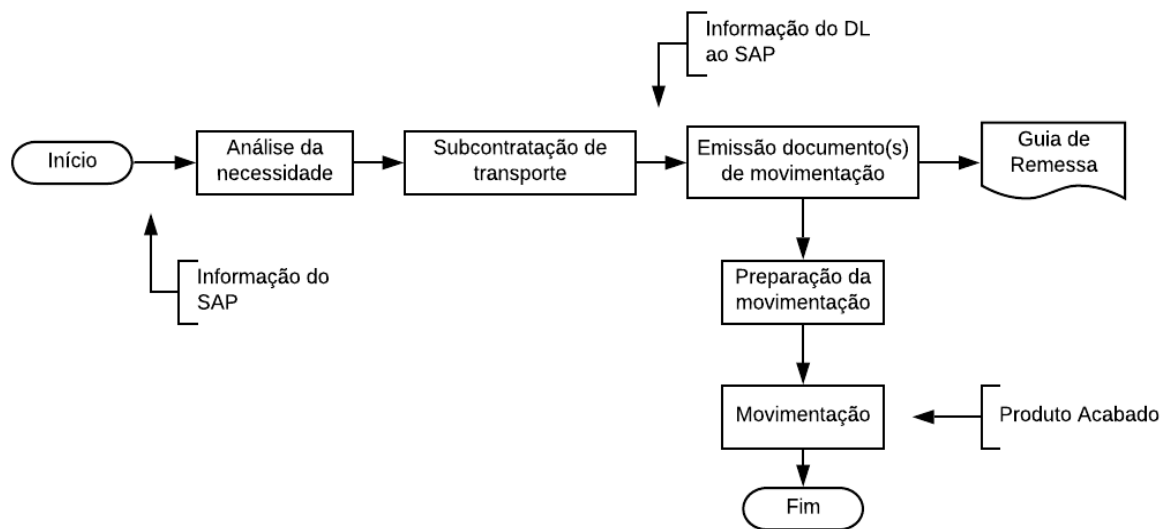 Informação do DL
ao SAP
Início
Análise da
necessidade
Subcontratação de
transporte
Emissão documento(s)
de movimentação
Guia de
Remessa
Informação do
SAP
Preparação da
movimentação
Movimentação
Produto Acabado
Fim